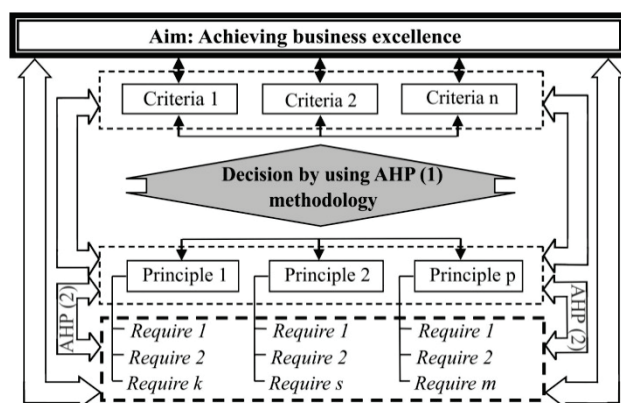 Aim: Achieving business excellence
Criteria 1
Criteria 2
Criteria n
Decision by using AHP (1)
methodology
Principle 1
Principle 2
Principle p
AHP (2)
AHP (2)
Require 1
Require 1
Require 1
Require 2
Require 2
Require 2
Require k
Require s
Require m